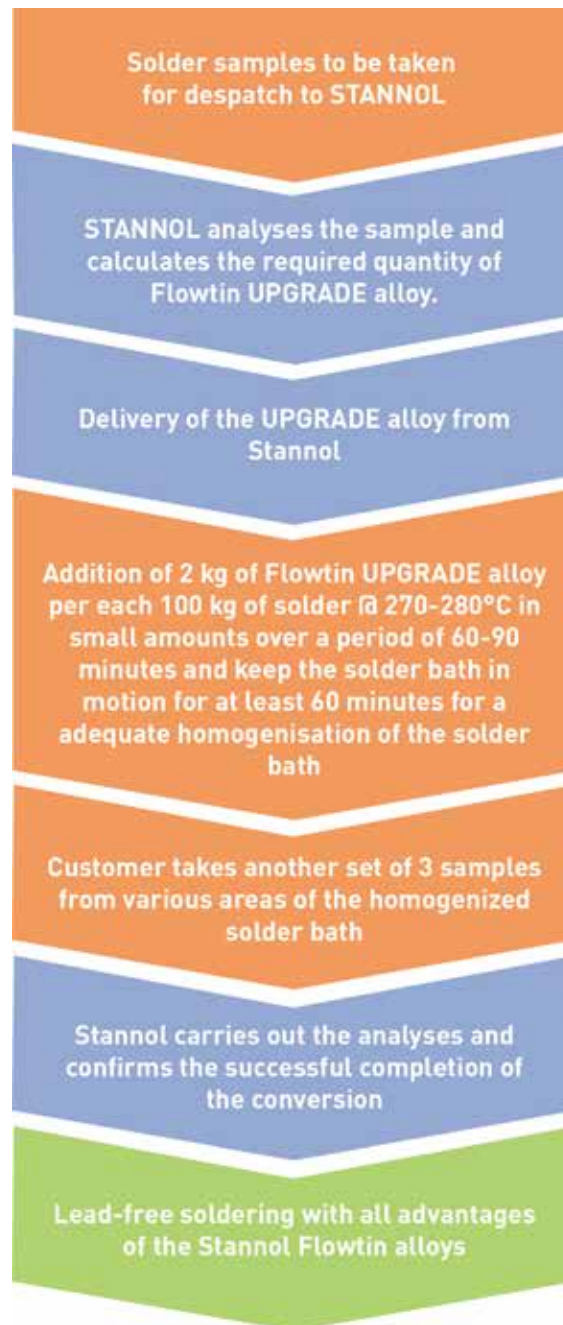 Solder samples to be taken
for despatch to STANNOL
STANNOL analyses the sample and
calculates the required quantity of
Flowtin UPGRADE alloy.
Delivery of the UPGRADE alloy from
Stannol
Addition of 2 kg of Flowtin UPGRADE alloy
per each 100 kg of solder @ 270-280°C in
small amounts over a period of 60-90
minutes and keep the solder bath in
motion for at least 60 minutes for a
adequate homogenisation of the solder
bath
Customer takes another set of 3 samples
from various areas of the homogenized
solder bath
Stannol carries out the analyses and
confirms the successful completion of
the conversion
Lead-free soldering with all advantages
of the Stannol Flowtin alloys